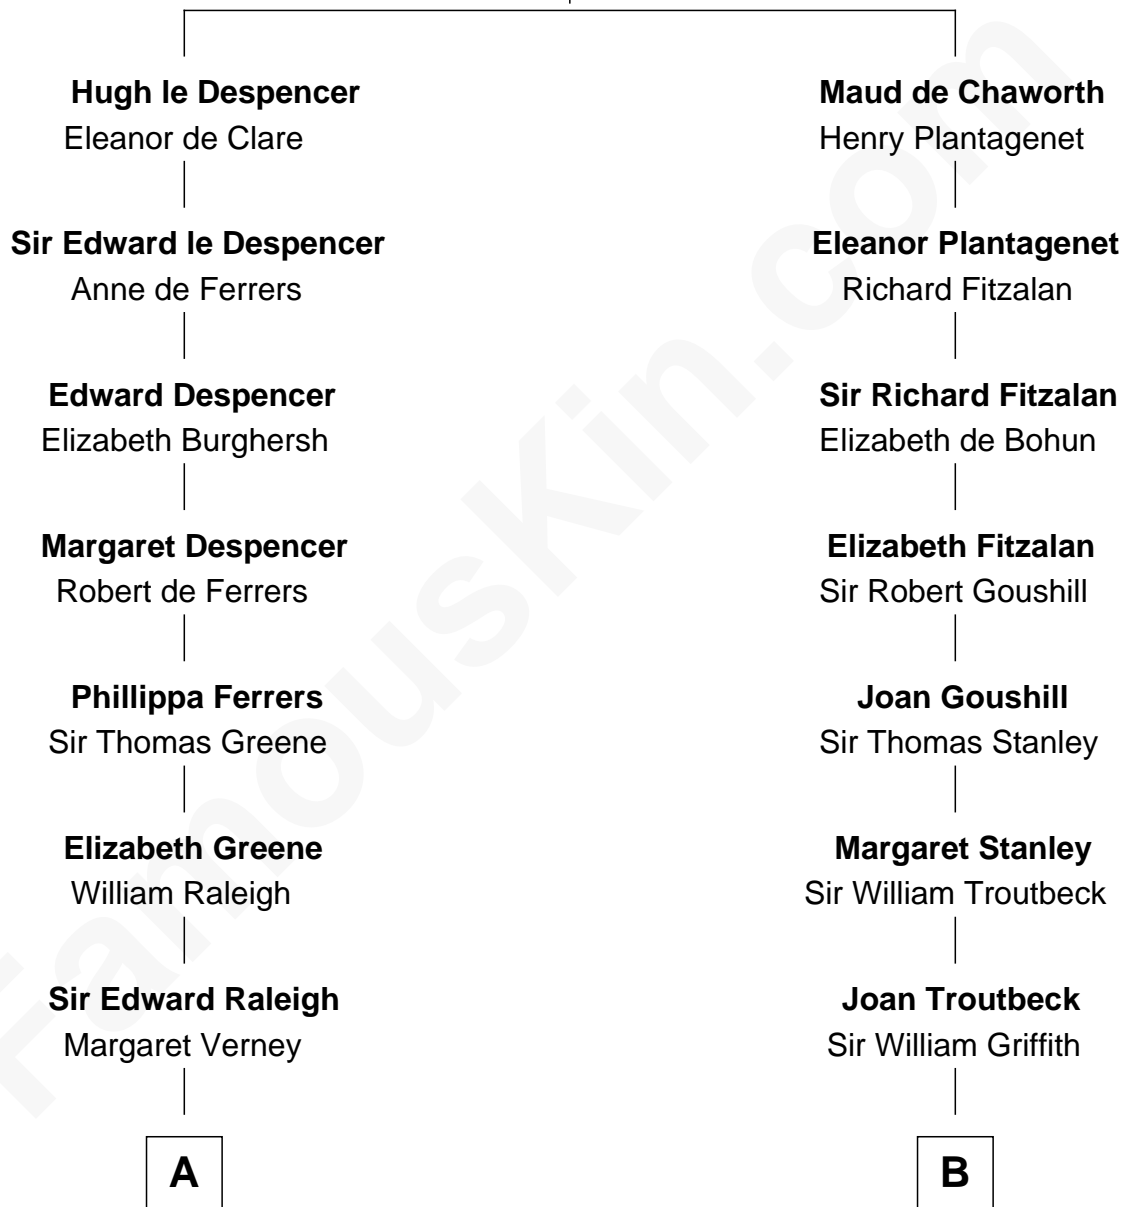 Hugh le Despencer
Eleanor de Clare
Sir Edward le Despencer
Anne de Ferrers
Edward Despencer
Elizabeth Burghersh
Margaret Despencer
Robert de Ferrers
Phillippa Ferrers
Sir Thomas Greene
Elizabeth Greene
William Raleigh
Sir Edward Raleigh
Margaret Verney
A
Maud de Chaworth
Henry Plantagenet
Eleanor Plantagenet
Richard Fitzalan
Sir Richard Fitzalan
Elizabeth de Bohun
Elizabeth Fitzalan
Sir Robert Goushill
Joan Goushill
Sir Thomas Stanley
Margaret Stanley
Sir William Troutbeck
Joan Troutbeck
Sir William Griffith
B
FamousKin.com